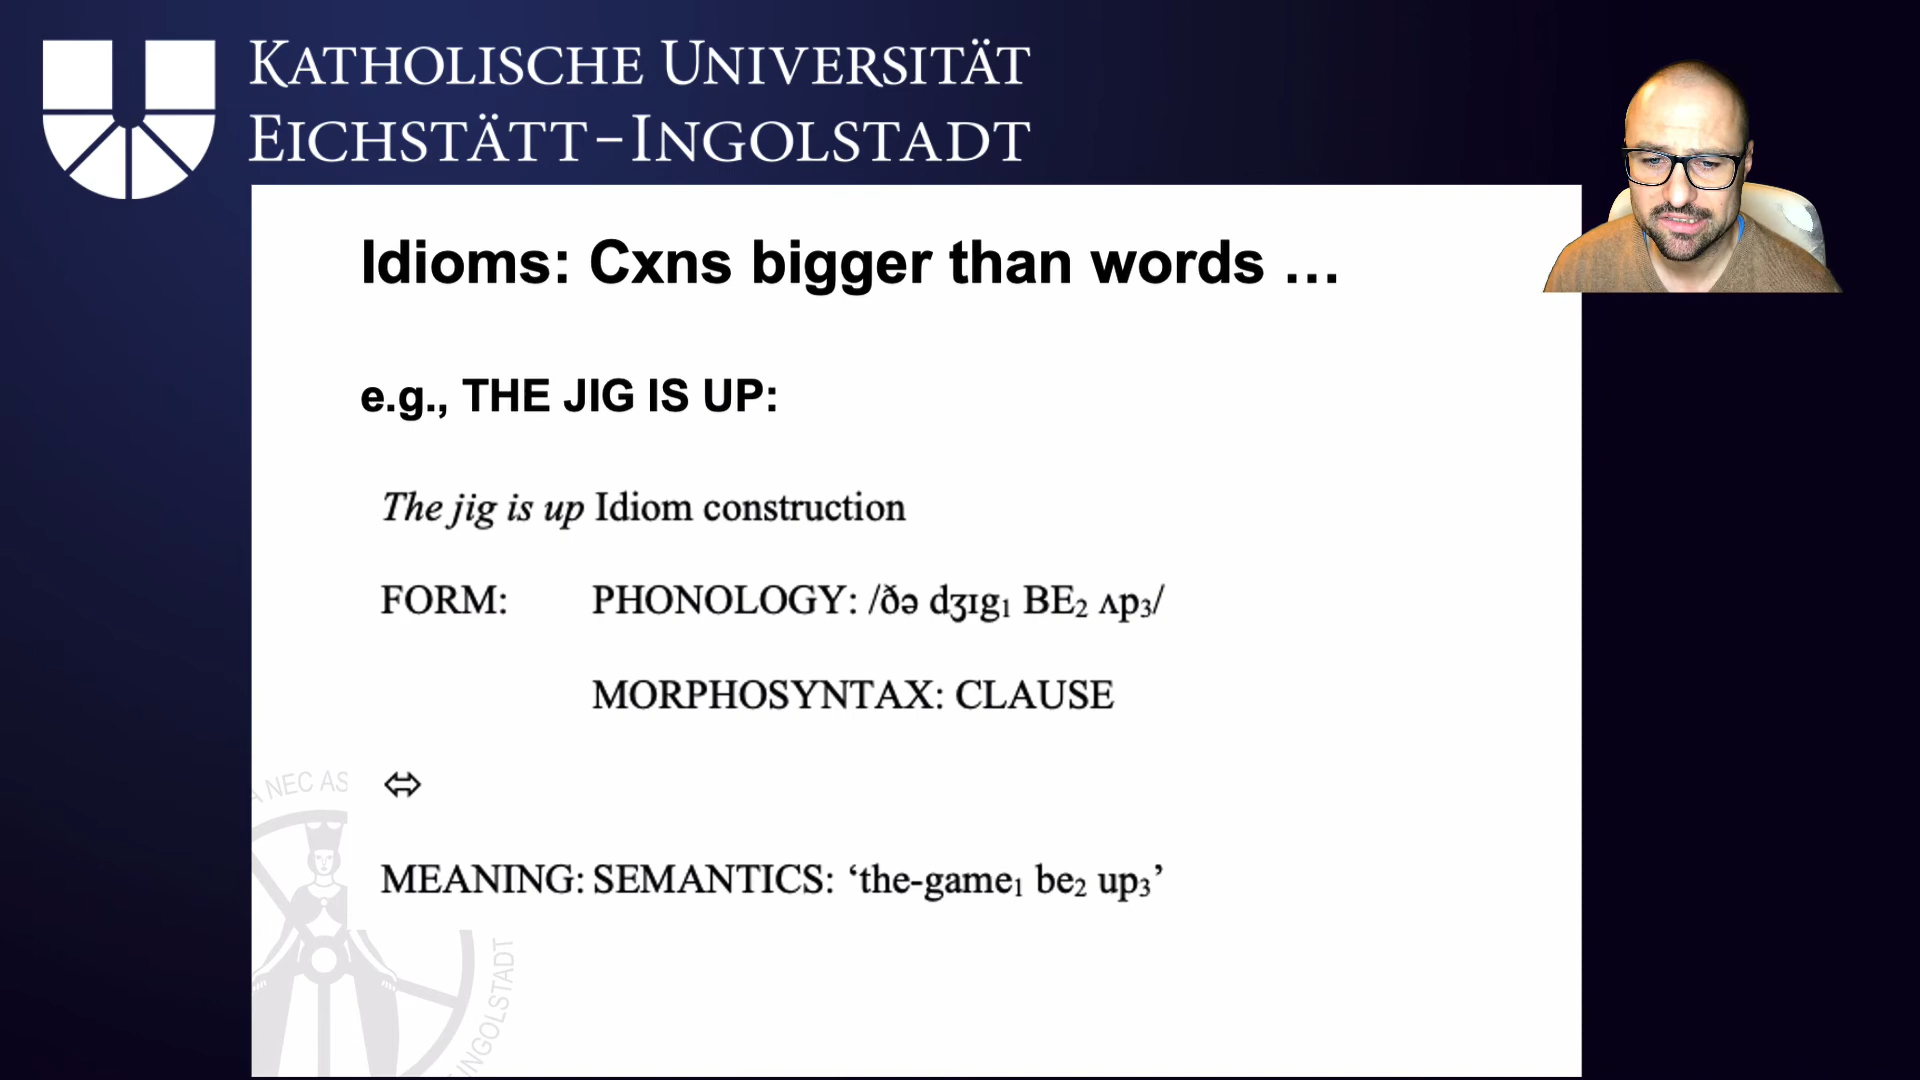 KATHOLISCHE UNIVERSITÄT
EICHSTÄTT-INGOLSTADT
Idioms: Cxns bigger than words …
e.g., THE JIG IS UP:
The jig is up Idiom construction
FORM: PHONOLOGY: /ðə dʒɪg₁ BE₂ ʌp₃/
MORPHOSYNTAX: CLAUSE
⇔
MEANING: SEMANTICS: ‘the-game₁ be₂ up₃’
NEC AS
INGOLSTADT